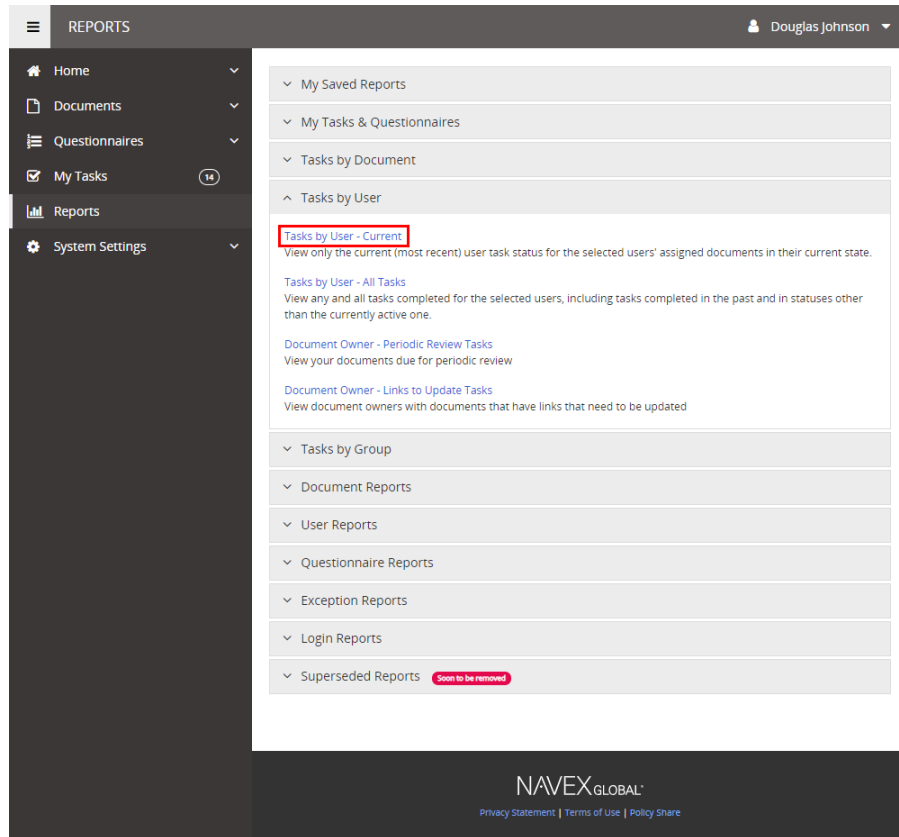 REPORTS
Douglas Johnson
Home
Documents
Questionnaires
My Tasks
14
Reports
System Settings
My Saved Reports
My Tasks & Questionnaires
Tasks by Document
Tasks by User
Tasks by User - Current
View only the current (most recent) user task status for the selected users' assigned documents in their current state.
Tasks by User - All Tasks
View any and all tasks completed for the selected users, including tasks completed in the past and in statuses other
than the currently active one.
Document Owner - Periodic Review Tasks
View your documents due for periodic review
Document Owner - Links to Update Tasks
View document owners with documents that have links that need to be updated
Tasks by Group
Document Reports
User Reports
Questionnaire Reports
Exception Reports
Login Reports
Superseded Reports Soon to be removed
NAVEX GLOBAL
Privacy Statement | Terms of Use | Policy Share